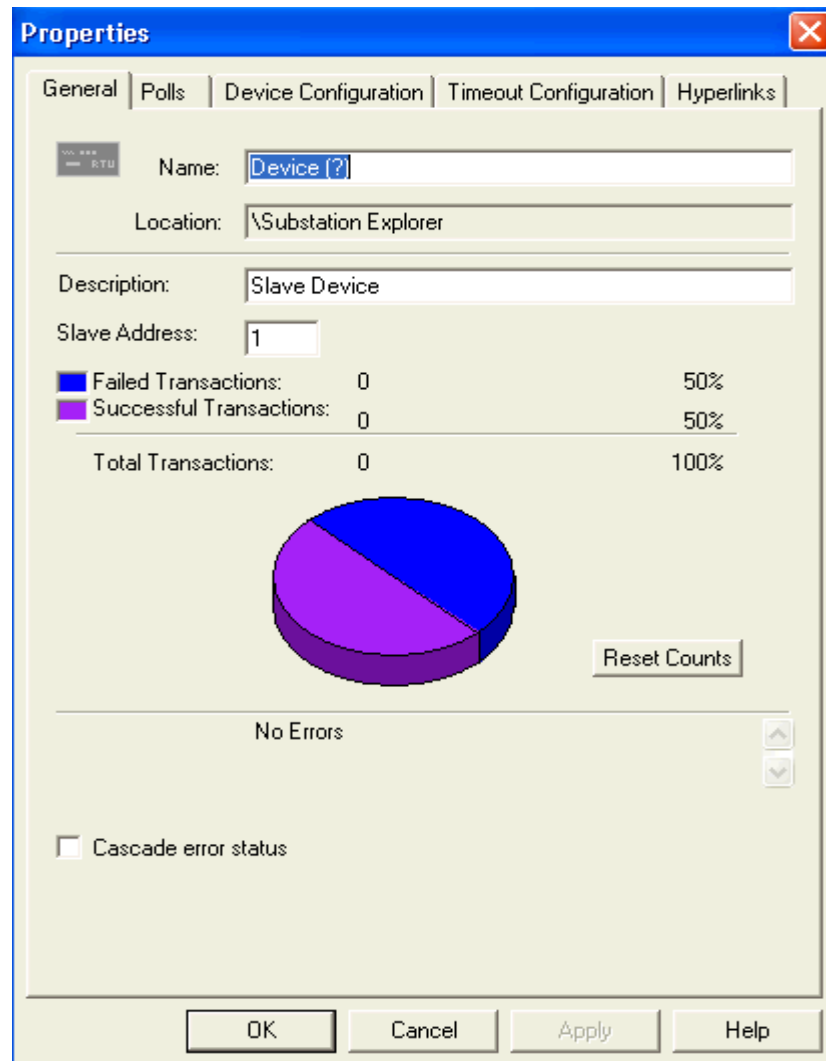 Properties
General Polls Device Configuration Timeout Configuration Hyperlinks
RTU
Name: Device (?)
Location: \Substation Explorer
Description: Slave Device
Slave Address: 1
Failed Transactions: 0 50%
Successful Transactions: 0 50%
Total Transactions: 0 100%
Reset Counts
No Errors
Cascade error status
OK Cancel Apply Help